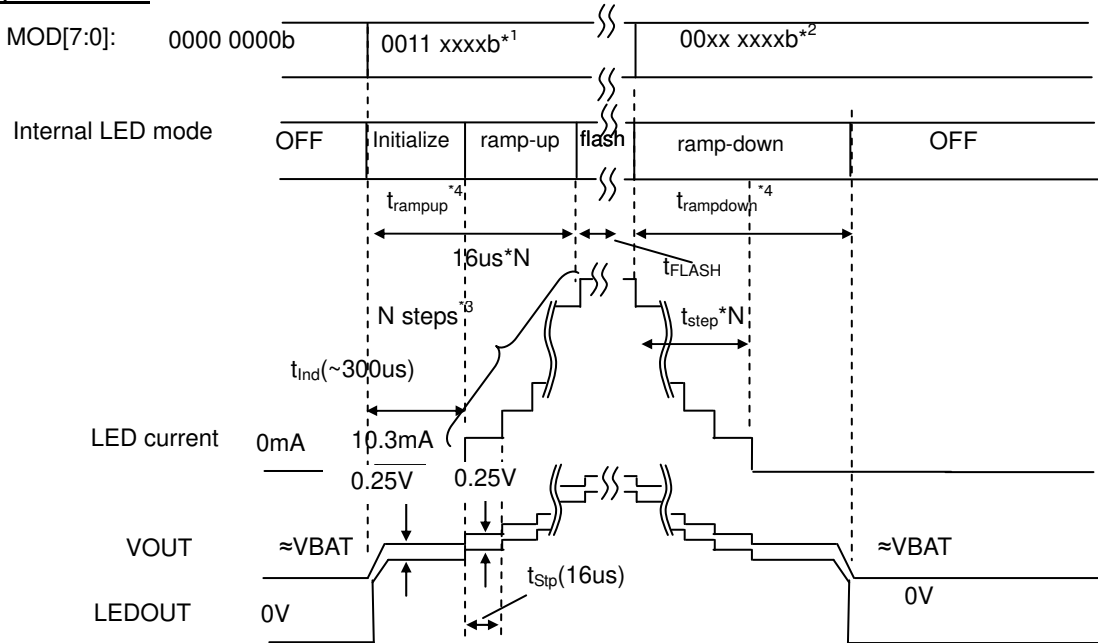 MOD[7:0]: 0000 0000b 0011 xxxxb*1 00xx xxxxb*2
Internal LED mode OFF Initialize ramp-up flash ramp-down OFF
trampup*4 trampdown*4
16us*N tFLASH
N steps*3 tstep*N
tInd(~300us)
LED current 0mA 10.3mA
0.25V 0.25V
VOUT ≈VBAT ≈VBAT
tStp(16us)
LEDOUT 0V 0V